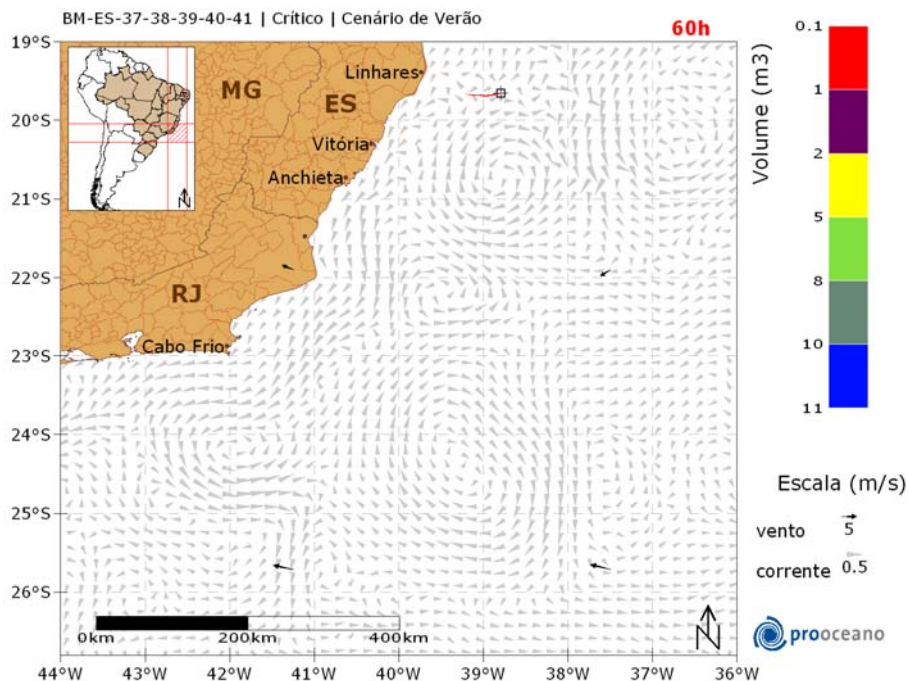 BM-ES-37-38-39-40-41 | Crítico | Cenário de Verão
60h
19°S
20°S
21°S
22°S
23°S
24°S
25°S
26°S
MG
ES
RJ
Linhares
Vitória
Anchieta
Cabo Frio
N
0km
200km
400km
N
44°W
43°W
42°W
41°W
40°W
39°W
38°W
37°W
36°W
Volume (m3)
0.1
1
2
5
8
10
11
Escala (m/s)
vento 5
corrente 0.5
prooceano